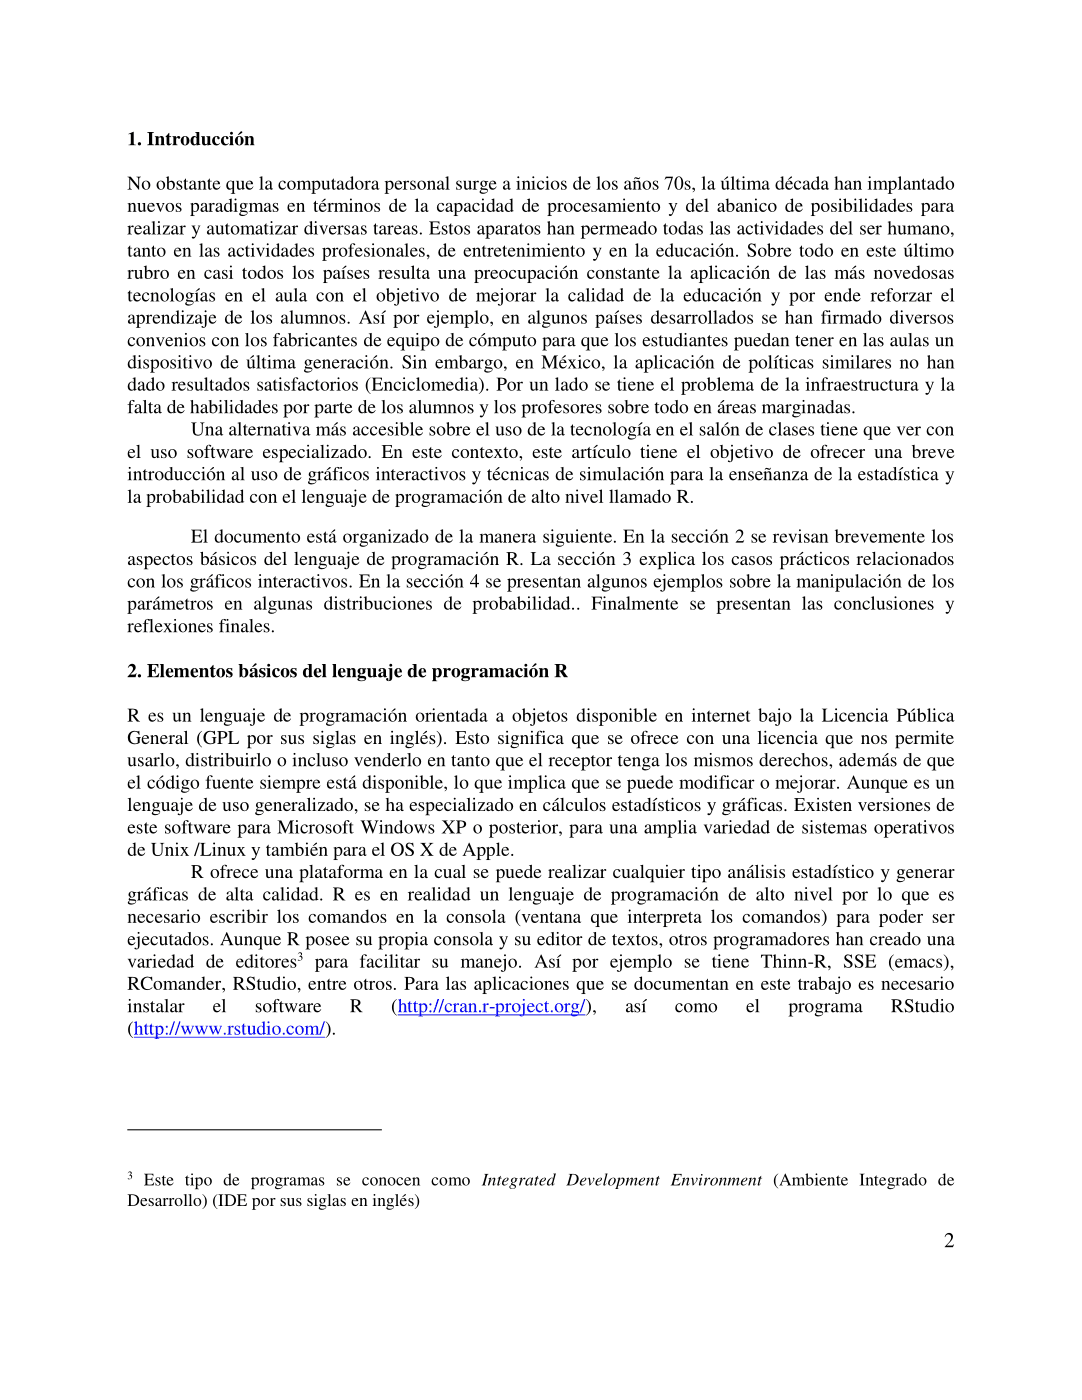 1. Introducción
No obstante que la computadora personal surge a inicios de los años 70s, la última década han implantado
nuevos paradigmas en términos de la capacidad de procesamiento y del abanico de posibilidades para
realizar y automatizar diversas tareas. Estos aparatos han permeado todas las actividades del ser humano,
tanto en las actividades profesionales, de entretenimiento y en la educación. Sobre todo en este último
rubro en casi todos los países resulta una preocupación constante la aplicación de las más novedosas
tecnologías en el aula con el objetivo de mejorar la calidad de la educación y por ende reforzar el
aprendizaje de los alumnos. Así por ejemplo, en algunos países desarrollados se han firmado diversos
convenios con los fabricantes de equipo de cómputo para que los estudiantes puedan tener en las aulas un
dispositivo de última generación. Sin embargo, en México, la aplicación de políticas similares no han
dado resultados satisfactorios (Enciclomedia). Por un lado se tiene el problema de la infraestructura y la
falta de habilidades por parte de los alumnos y los profesores sobre todo en áreas marginadas.
Una alternativa más accesible sobre el uso de la tecnología en el salón de clases tiene que ver con
el uso software especializado. En este contexto, este artículo tiene el objetivo de ofrecer una breve
introducción al uso de gráficos interactivos y técnicas de simulación para la enseñanza de la estadística y
la probabilidad con el lenguaje de programación de alto nivel llamado R.
El documento está organizado de la manera siguiente. En la sección 2 se revisan brevemente los
aspectos básicos del lenguaje de programación R. La sección 3 explica los casos prácticos relacionados
con los gráficos interactivos. En la sección 4 se presentan algunos ejemplos sobre la manipulación de los
parámetros en algunas distribuciones de probabilidad.. Finalmente se presentan las conclusiones y
reflexiones finales.
2. Elementos básicos del lenguaje de programación R
R es un lenguaje de programación orientada a objetos disponible en internet bajo la Licencia Pública
General (GPL por sus siglas en inglés). Esto significa que se ofrece con una licencia que nos permite
usarlo, distribuirlo o incluso venderlo en tanto que el receptor tenga los mismos derechos, además de que
el código fuente siempre está disponible, lo que implica que se puede modificar o mejorar. Aunque es un
lenguaje de uso generalizado, se ha especializado en cálculos estadísticos y gráficas. Existen versiones de
este software para Microsoft Windows XP o posterior, para una amplia variedad de sistemas operativos
de Unix /Linux y también para el OS X de Apple.
R ofrece una plataforma en la cual se puede realizar cualquier tipo análisis estadístico y generar
gráficas de alta calidad. R es en realidad un lenguaje de programación de alto nivel por lo que es
necesario escribir los comandos en la consola (ventana que interpreta los comandos) para poder ser
ejecutados. Aunque R posee su propia consola y su editor de textos, otros programadores han creado una
variedad de editores3 para facilitar su manejo. Así por ejemplo se tiene Thinn-R, SSE (emacs),
RComander, RStudio, entre otros. Para las aplicaciones que se documentan en este trabajo es necesario
instalar el software R (http://cran.r-project.org/), así como el programa RStudio
(http://www.rstudio.com/).
3 Este tipo de programas se conocen como Integrated Development Environment (Ambiente Integrado de
Desarrollo) (IDE por sus siglas en inglés)
2